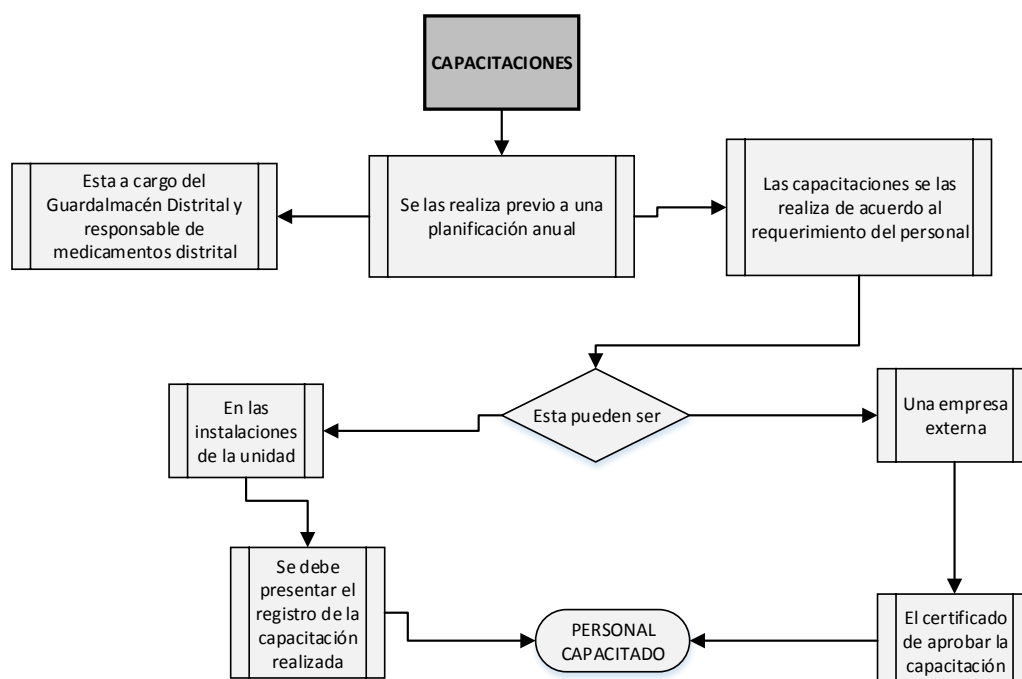 CAPACITACIONES
Esta a cargo del
Guardalmacén Distrital y
responsable de
medicamentos distrital
Se las realiza previo a una
planificación anual
Las capacitaciones se las
realiza de acuerdo al
requerimiento del personal
Esta pueden ser
En las
instalaciones
de la unidad
Una empresa
externa
Se debe
presentar el
registro de la
capacitación
realizada
PERSONAL
CAPACITADO
El certificado
de aprobar la
capacitación